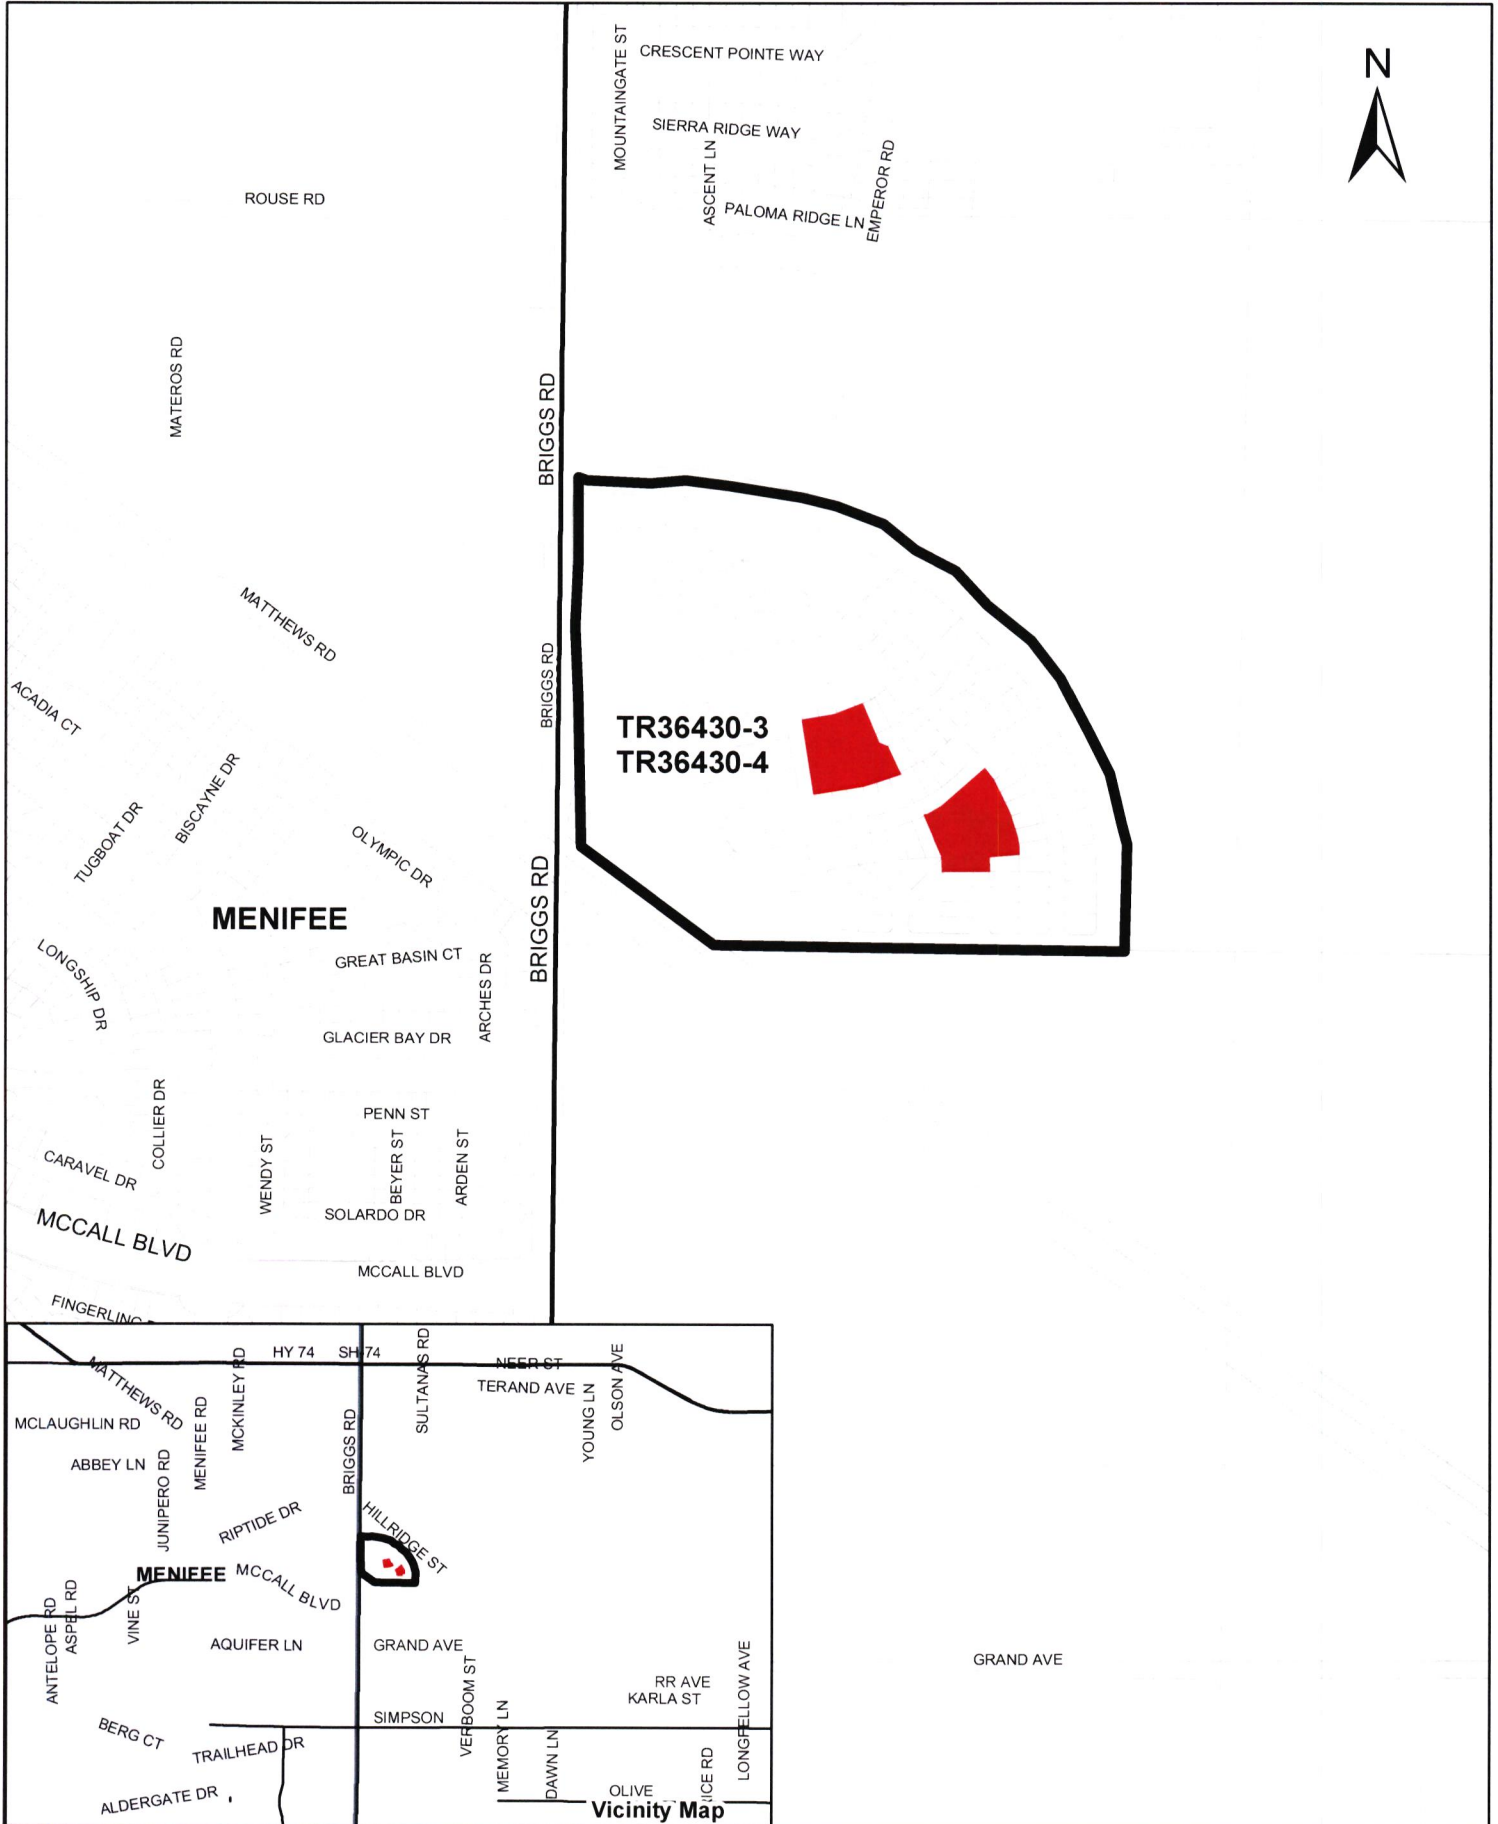 MOUNTAINGATE ST
CRESCENT POINTE WAY
N
SIERRA RIDGE WAY
ASCENT LN
EMPEROR RD
ROUSE RD
PALOMA RIDGE LN
MATEROS RD
BRIGGS RD
MATTHEWS RD
BRIGGS RD
ACADIA CT
TR36430-3
TR36430-4
BISCAYNE DR
TUGBOAT DR
OLYMPIC DR
MENIFEE
BRIGGS RD
LONGSHIP DR
GREAT BASIN CT
ARCHES DR
GLACIER BAY DR
COLLIER DR
PENN ST
WENDY ST
BEYER ST
ARDEN ST
CARAVEL DR
SOLARDO DR
MCCALL BLVD
MCCALL BLVD
GRAND AVE
HY 74
SH 74
SULTANAS RD
NEER ST
OLSON AVE
MATTHEWS RD
MCKINLEY RD
TERAND AVE
YOUNG LN
MCLAUGHLIN RD
MENIFEE RD
BRIGGS RD
ABBEY LN
JUNIPERO RD
RIPTIDE DR
HILLRIDGE ST
MENIFEE
MCCALL BLVD
ANTELOPE RD
ASPEL RD
VINE ST
AQUIFER LN
GRAND AVE
VERBOOM ST
RR AVE
KARLA ST
LONGFELLOW AVE
SIMPSON
MEMORY LN
BERG CT
TRAILHEAD DR
DAWN LN
RICE RD
ALDERGATE DR
OLIVE
Vicinity Map